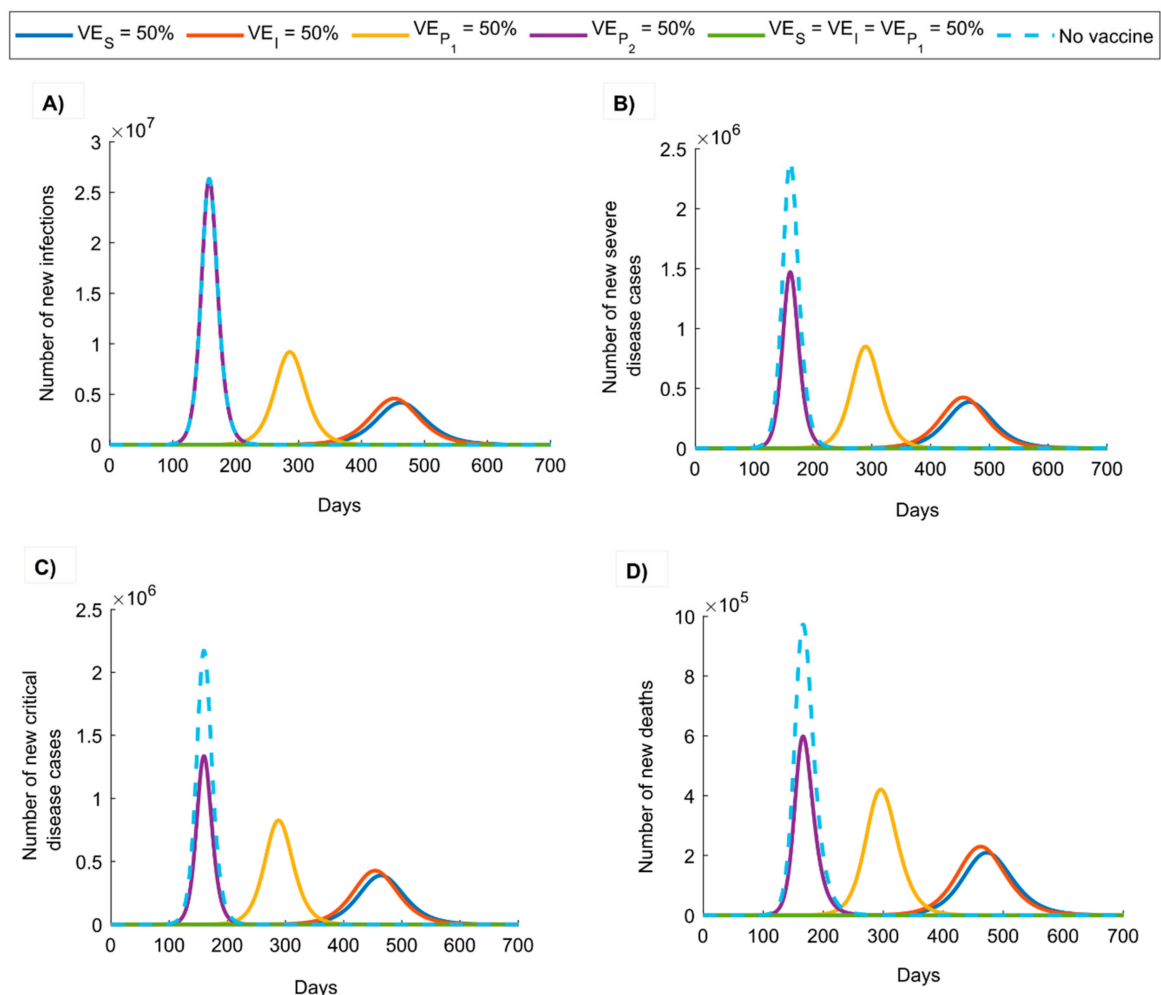 VE_S = 50% VE_I = 50% VE_P_1 = 50% VE_P_2 = 50% VE_S = VE_I = VE_P_1 = 50% No vaccine
A)
×10^7
3
2.5
2
1.5
1
0.5
0
0 100 200 300 400 500 600 700
Number of new infections
Days
B)
×10^6
2.5
2
1.5
1
0.5
0
0 100 200 300 400 500 600 700
Number of new severe
disease cases
Days
C)
×10^6
2.5
2
1.5
1
0.5
0
0 100 200 300 400 500 600 700
Number of new critical
disease cases
Days
D)
×10^5
10
8
6
4
2
0
0 100 200 300 400 500 600 700
Number of new deaths
Days